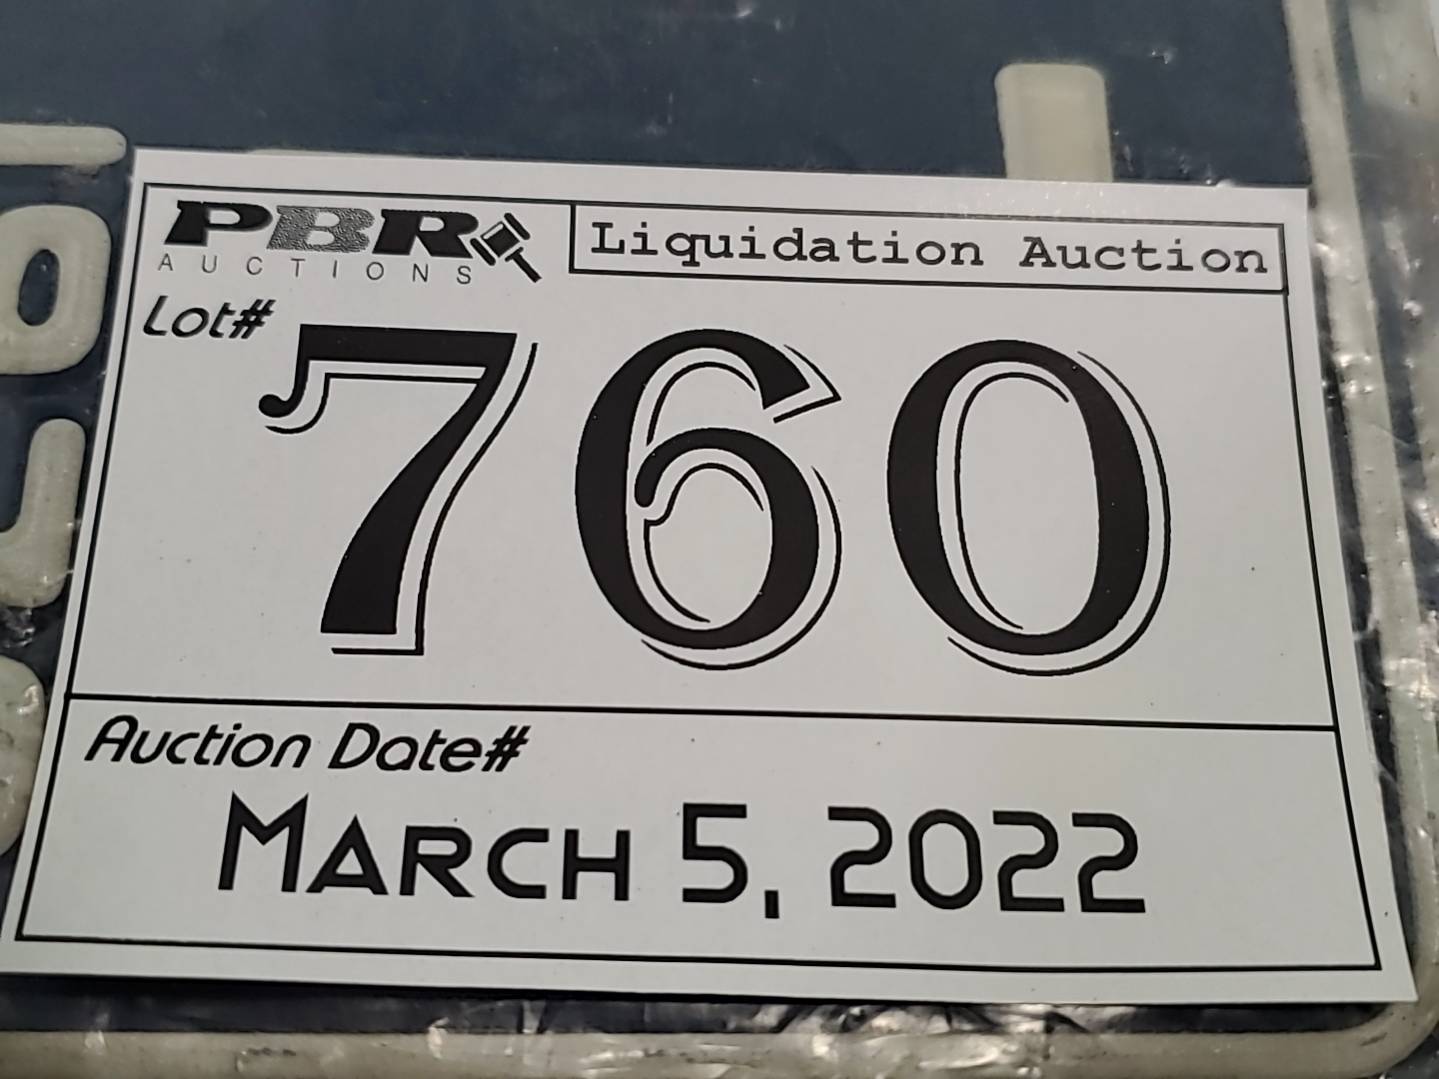 PBR
AUCTIONS
Liquidation Auction
Lot#
760
Auction Date#
MARCH 5, 2022